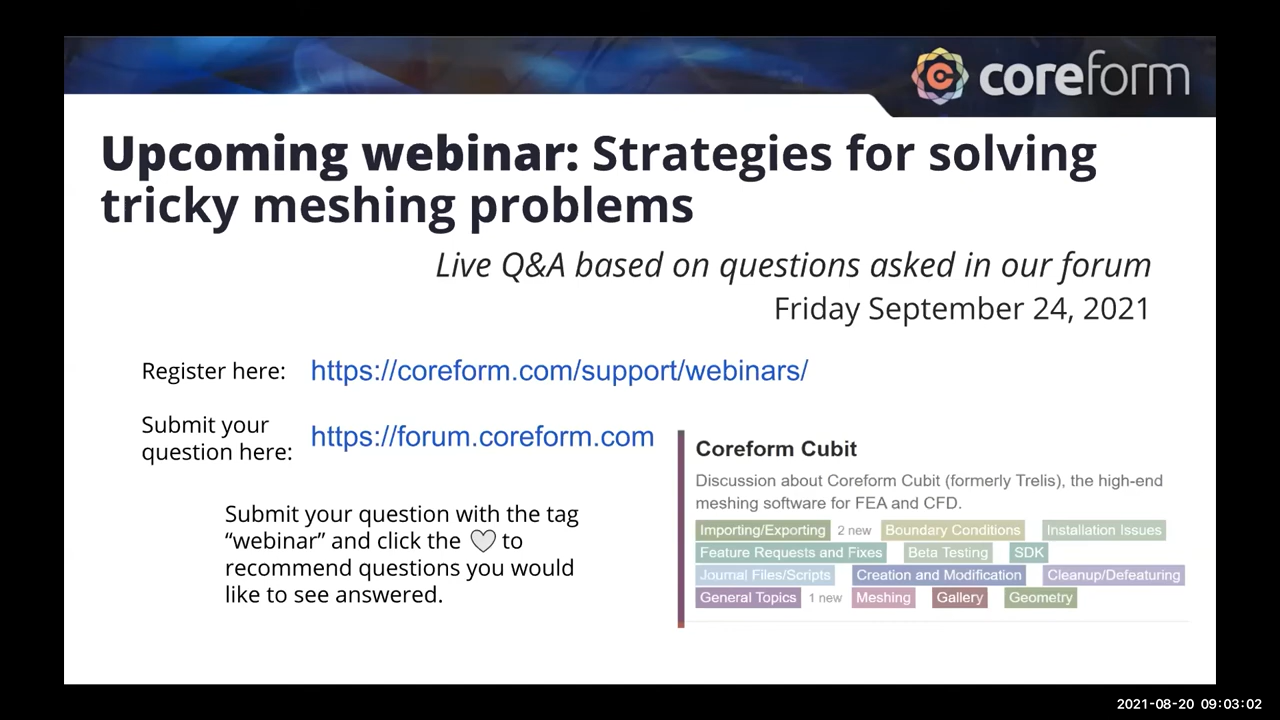 coreform
Upcoming webinar: Strategies for solving
tricky meshing problems
Live Q&A based on questions asked in our forum
Friday September 24, 2021
Register here: https://coreform.com/support/webinars/
Submit your
question here: https://forum.coreform.com
Submit your question with the tag
“webinar” and click the to
recommend questions you would
like to see answered.
Coreform Cubit
Discussion about Coreform Cubit (formerly Trelis), the high-end
meshing software for FEA and CFD.
Importing/Exporting 2 new Boundary Conditions Installation Issues
Feature Requests and Fixes Beta Testing SDK
Journal Files/Scripts Creation and Modification Cleanup/Defeaturing
General Topics 1 new Meshing Gallery Geometry
2021-08-20 09:03:02